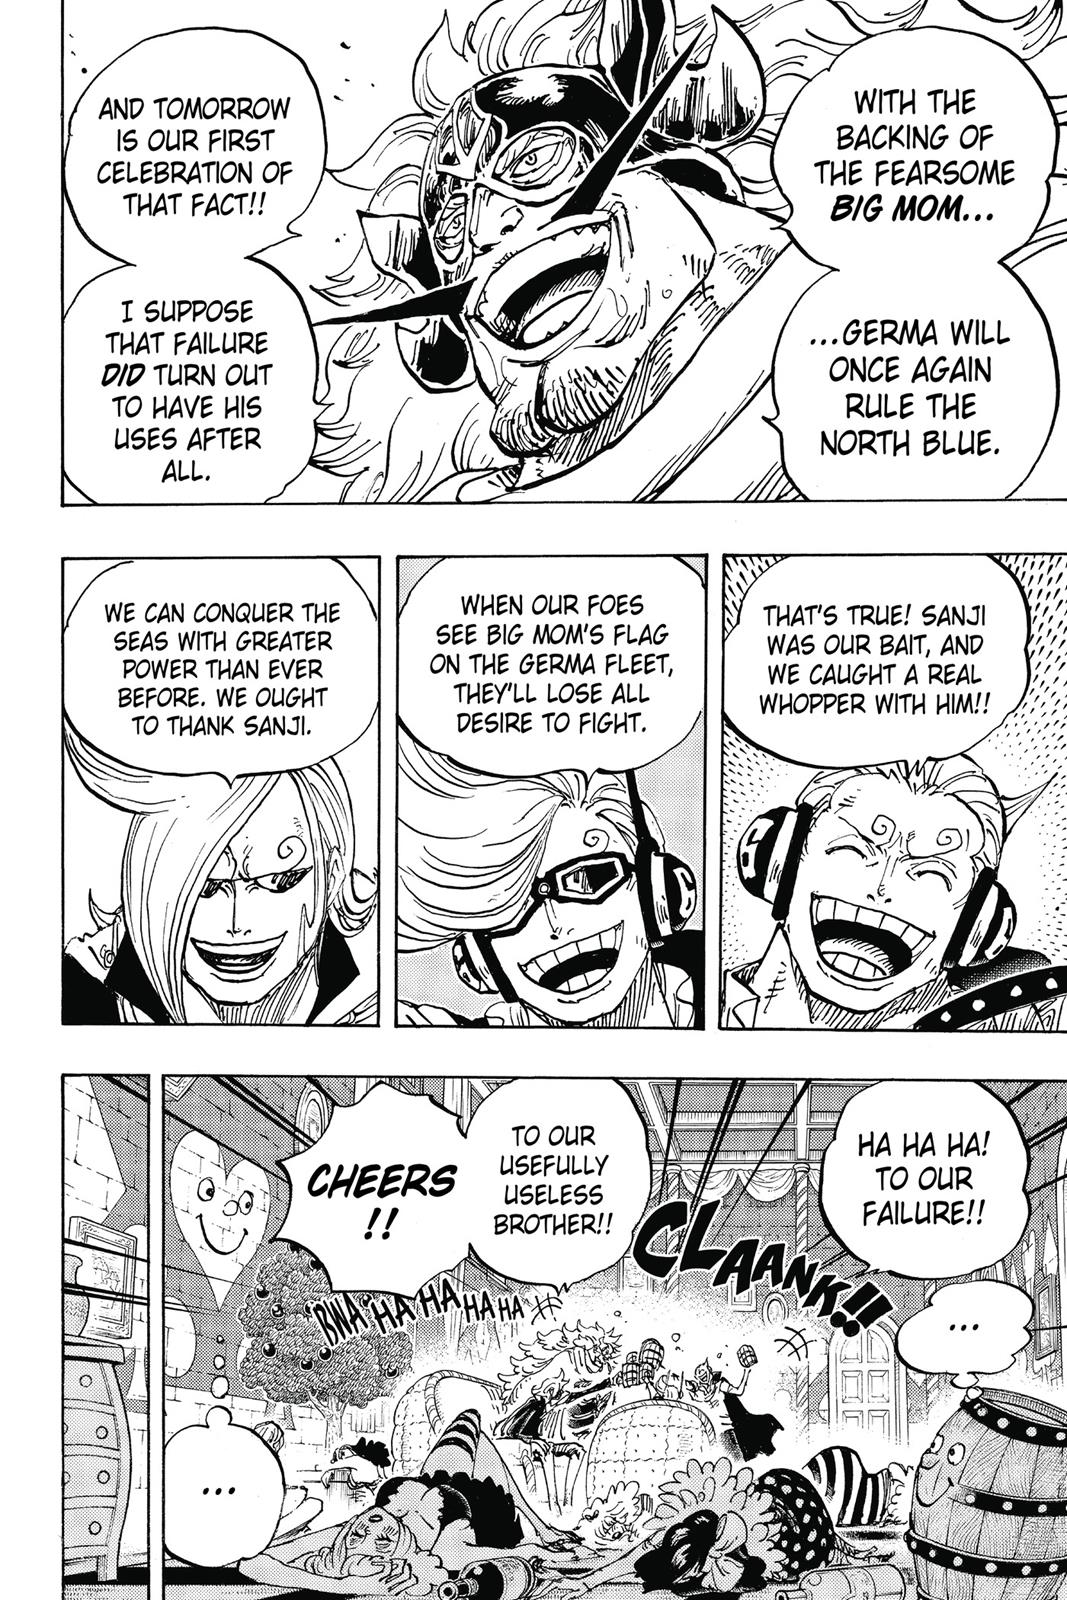 WITH THE
BACKING OF
THE FEARSOME
BIG MOM...
...GERMA WILL
ONCE AGAIN
RULE THE
NORTH BLUE.
AND TOMORROW
IS OUR FIRST
CELEBRATION OF
THAT FACT!!
I SUPPOSE
THAT FAILURE
DID TURN OUT
TO HAVE HIS
USES AFTER
ALL.
THAT'S TRUE! SANJI
WAS OUR BAIT, AND
WE CAUGHT A REAL
WHOPPER WITH HIM!!
WHEN OUR FOES
SEE BIG MOM'S FLAG
ON THE GERMA FLEET,
THEY'LL LOSE ALL
DESIRE TO FIGHT.
WE CAN CONQUER THE
SEAS WITH GREATER
POWER THAN EVER
BEFORE. WE OUGHT
TO THANK SANJI.
HA HA HA!
TO OUR
FAILURE!!
TO OUR
USEFULLY
USELESS
BROTHER!!
CHEERS
!!
CLAANK!!
BWA HA HA HA HA
...
...